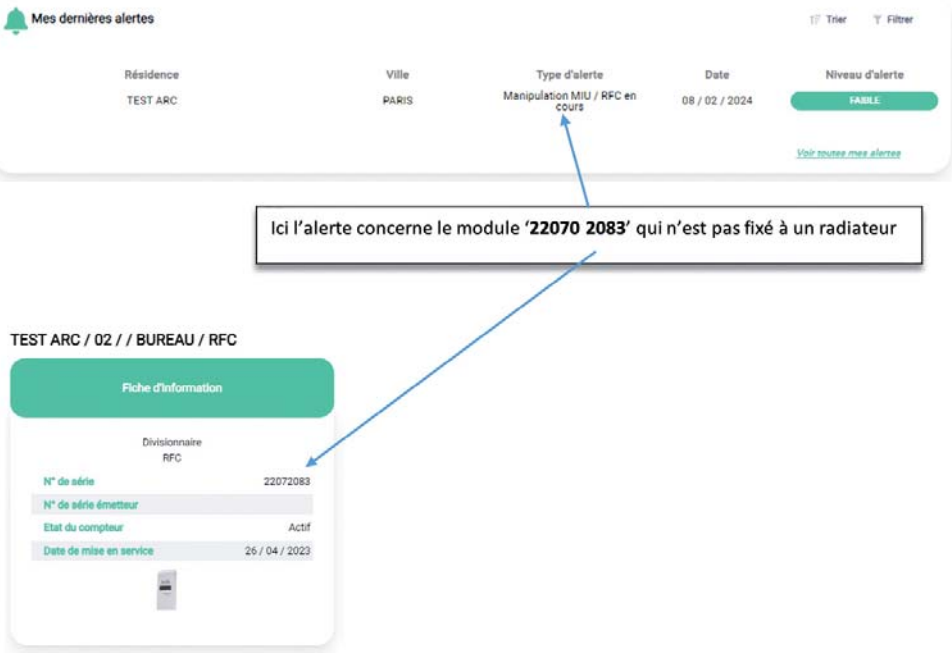 Mes dernières alertes
Trier Filtrer
Résidence Ville Type d'alerte Date Niveau d'alerte
TEST ARC PARIS Manipulation MIU / RFC en cours 08 / 02 / 2024 FAIBLE
Voir toutes mes alertes
Ici l'alerte concerne le module '22070 2083' qui n'est pas fixé à un radiateur
TEST ARC / 02 / / BUREAU / RFC
Fiche d'information
Divisionnaire
RFC
N° de série 22072083
N° de série émetteur
Etat du compteur Actif
Date de mise en service 26 / 04 / 2023